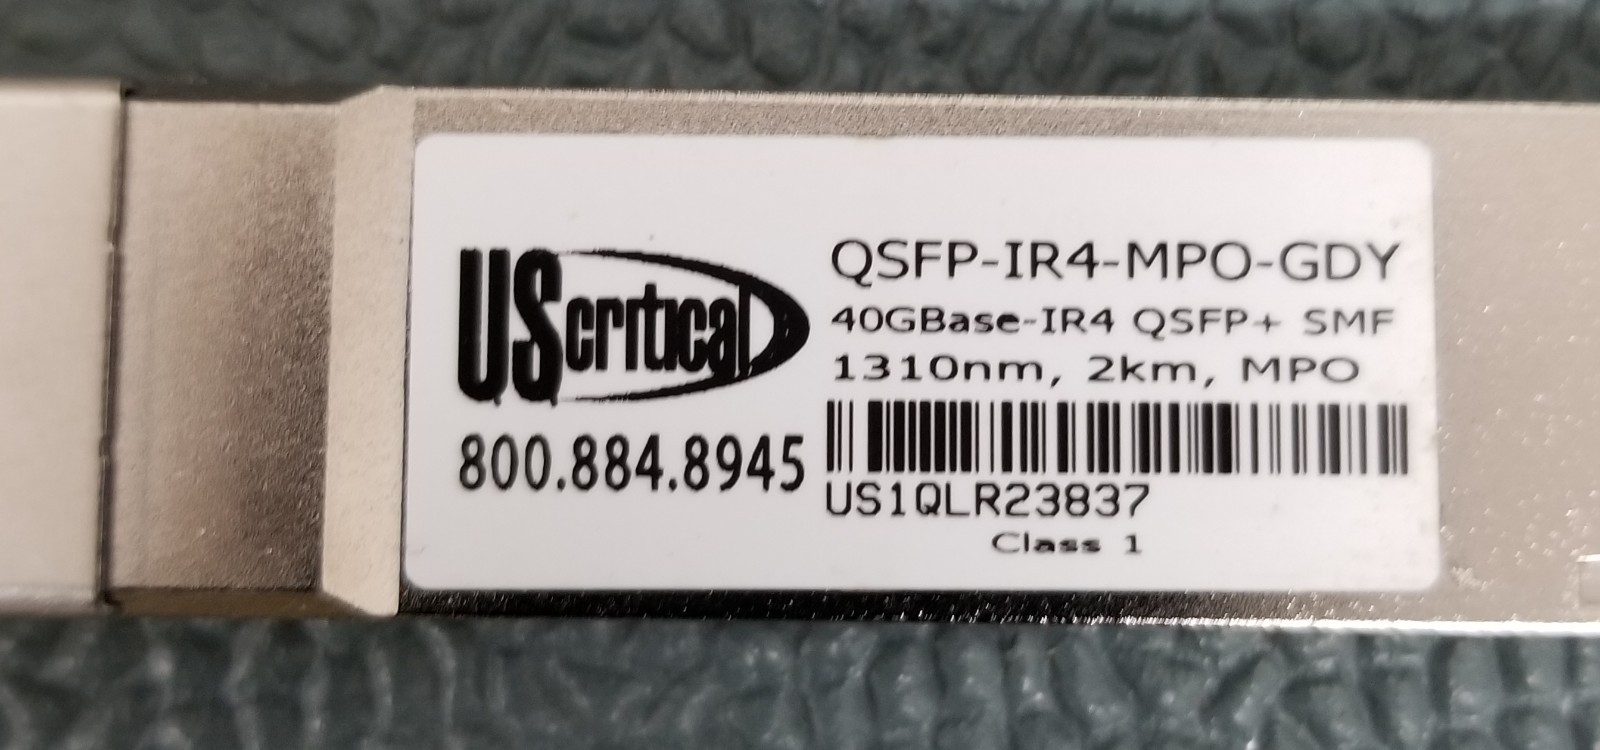 UScritical
800.884.8945
QSFP-IR4-MPO-GDY
40GBase-IR4 QSFP+ SMF
1310nm, 2km, MPO
US1QLR23837
Class 1